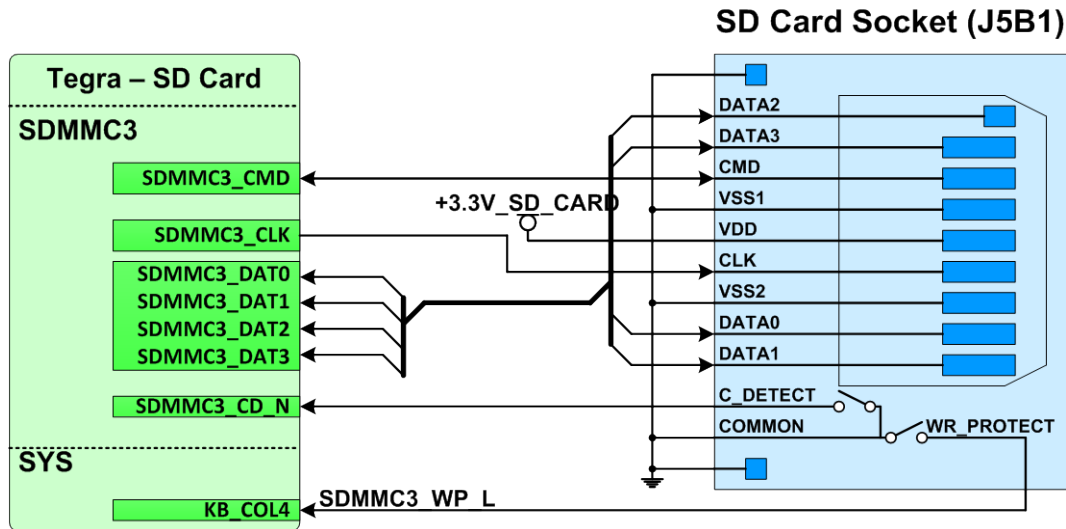 SD Card Socket (J5B1)
Tegra – SD Card
SDMMC3
SDMMC3_CMD
SDMMC3_CLK
SDMMC3_DAT0
SDMMC3_DAT1
SDMMC3_DAT2
SDMMC3_DAT3
SDMMC3_CD_N
SYS
KB_COL4
+3.3V_SD_CARD
SDMMC3_WP_L
DATA2
DATA3
CMD
VSS1
VDD
CLK
VSS2
DATA0
DATA1
C_DETECT
COMMON
WR_PROTECT